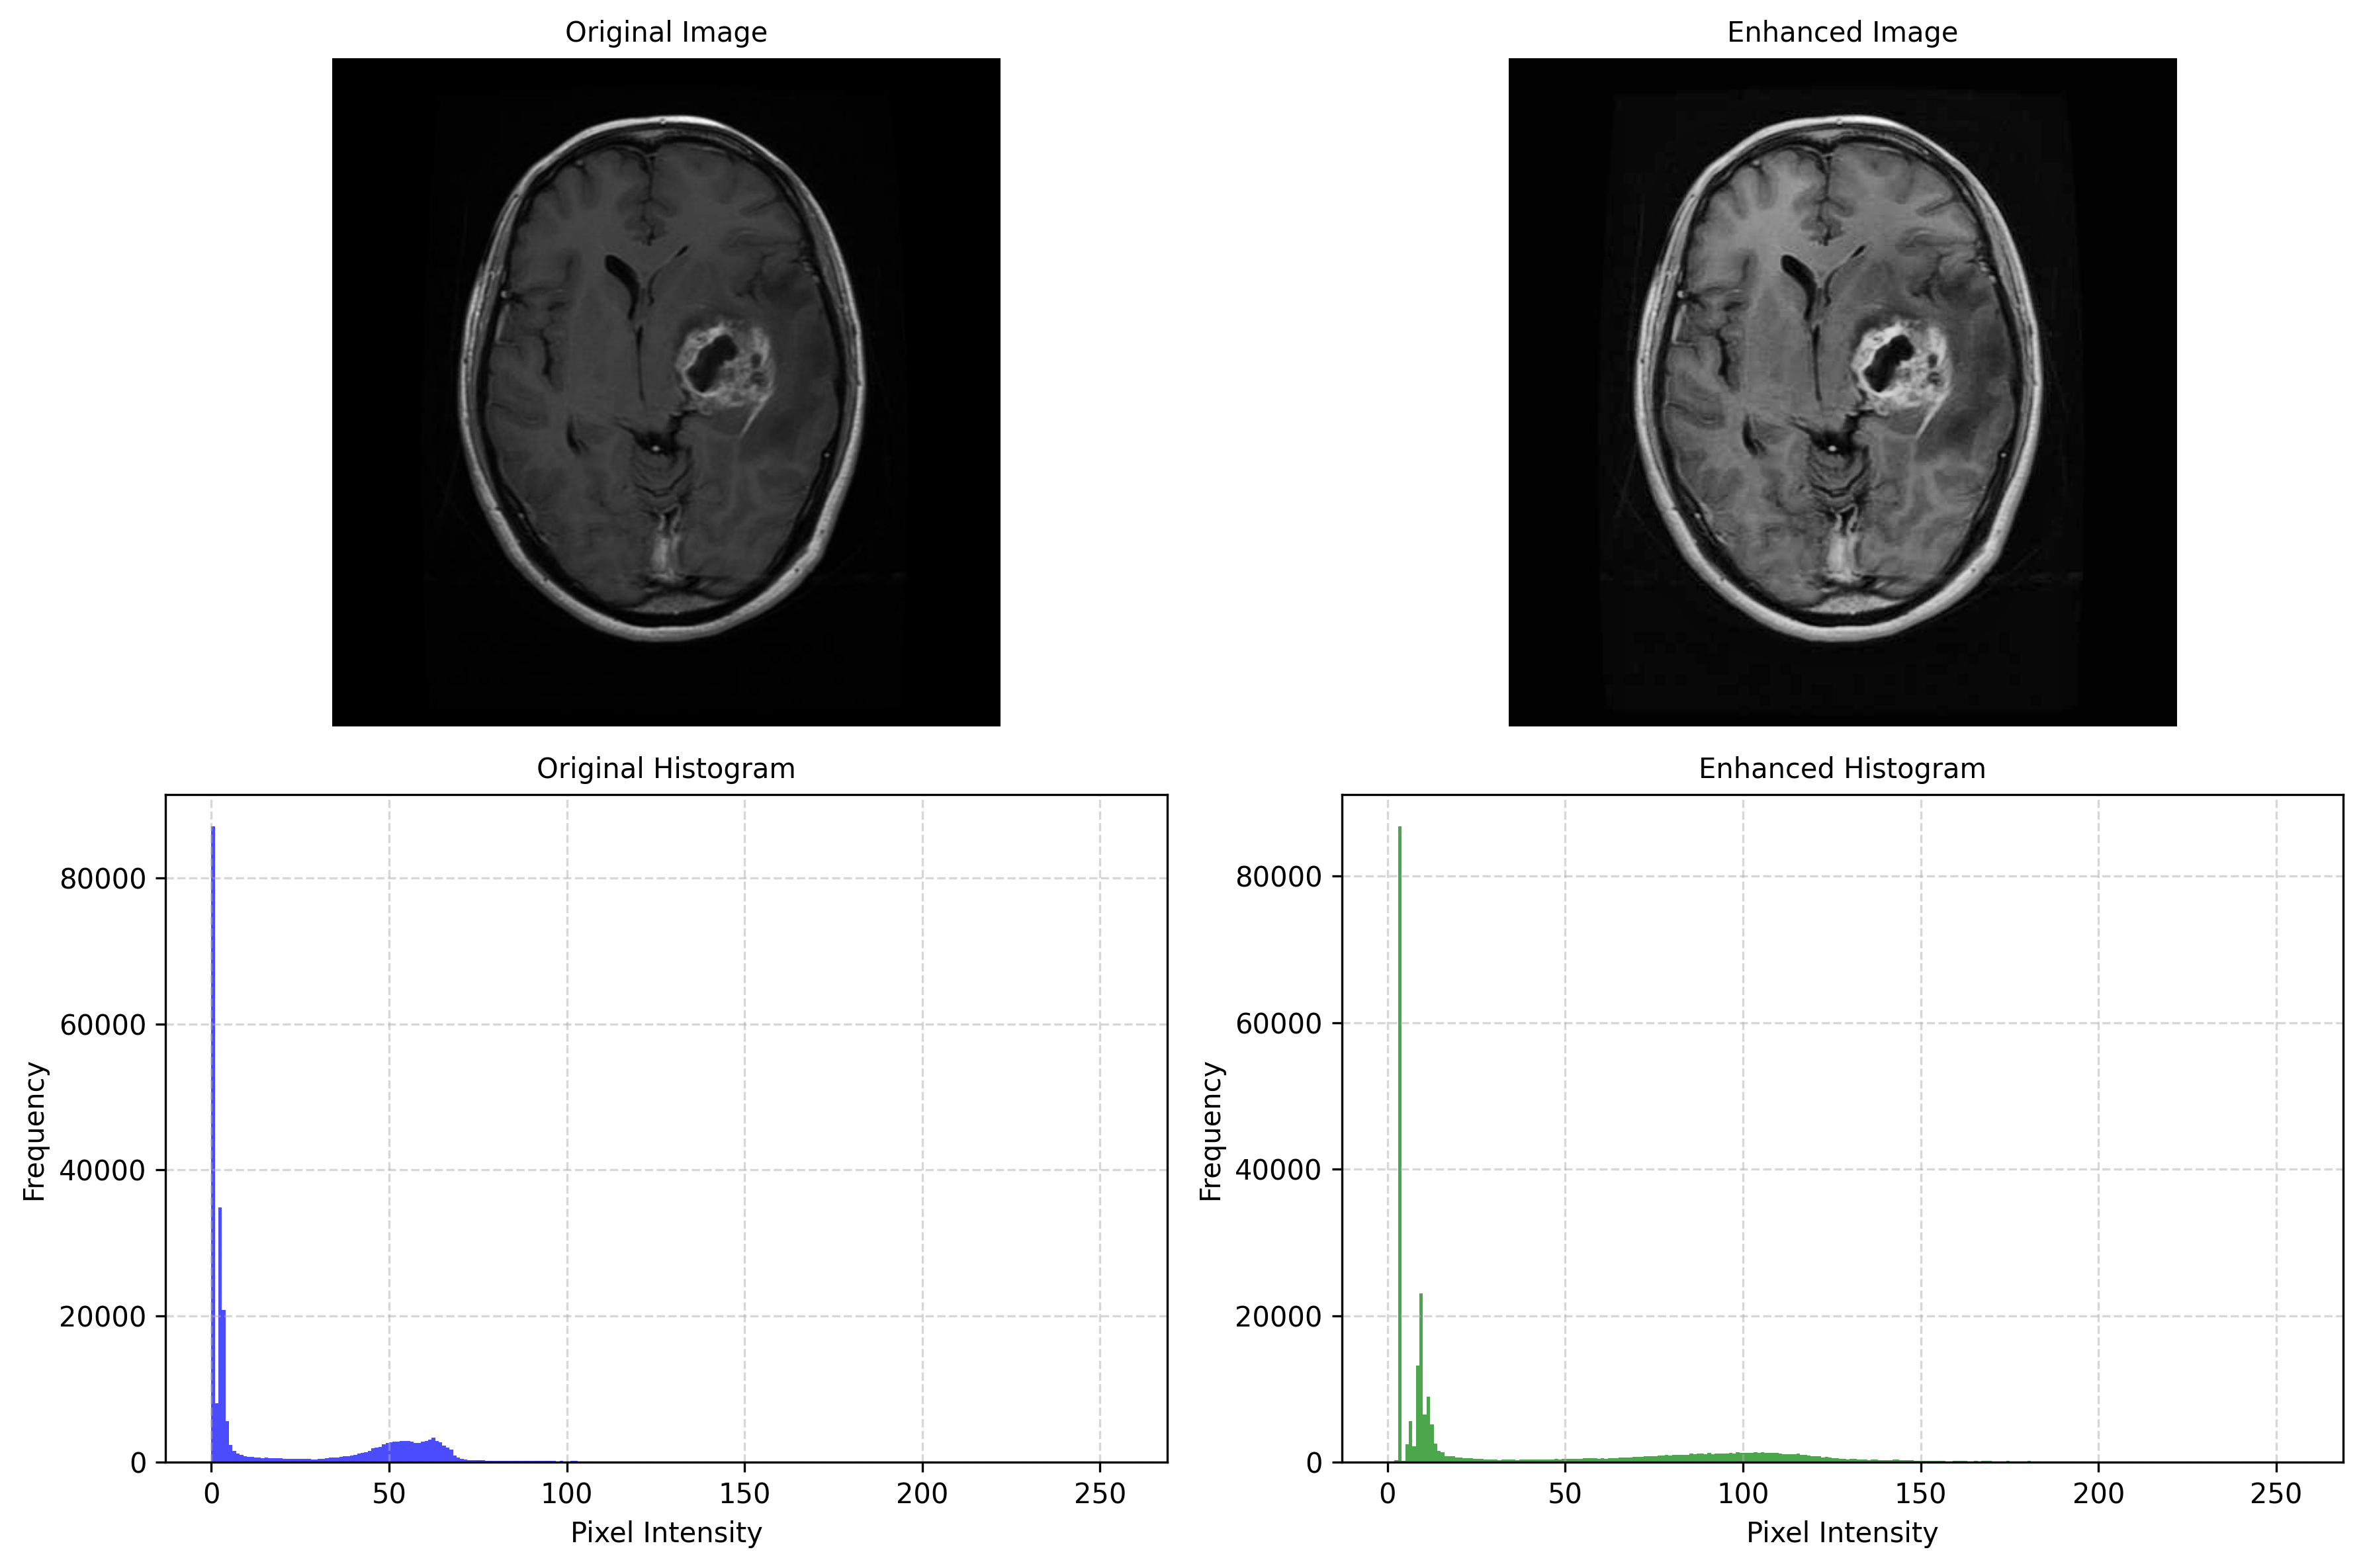 Original Image
Enhanced Image
Original Histogram
Enhanced Histogram
Frequency
80000
60000
40000
20000
0
0 50 100 150 200 250
Pixel Intensity
Frequency
80000
60000
40000
20000
0
0 50 100 150 200 250
Pixel Intensity